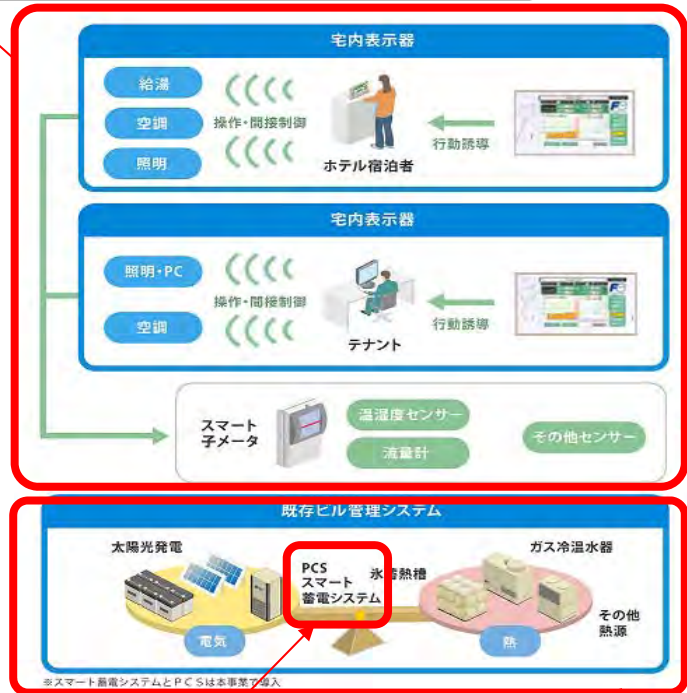 宅内表示器
給湯
空調
照明
操作・間接制御
行動誘導
ホテル宿泊者
宅内表示器
照明・PC
空調
操作・間接制御
行動誘導
テナント
スマート
子メータ
温湿度センサー
流量計
その他センサー
既存ビル管理システム
太陽光発電
PCS
スマート
蓄電システム
氷蓄熱槽
ガス冷温水器
その他
熱源
電気
熱
※スマート蓄電システムとPCSは本事業で導入